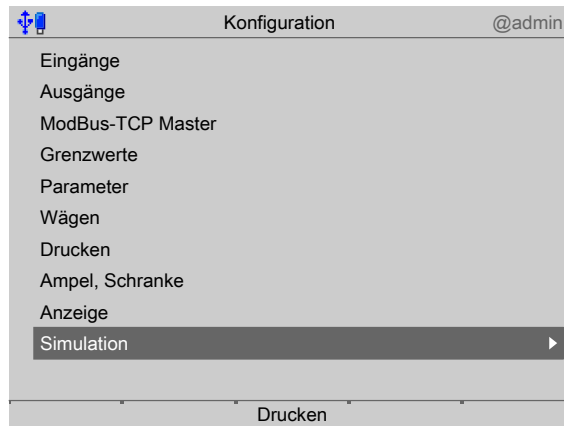 Konfiguration @admin
Eingänge
Ausgänge
ModBus-TCP Master
Grenzwerte
Parameter
Wägen
Drucken
Ampel, Schranke
Anzeige
Simulation
Drucken